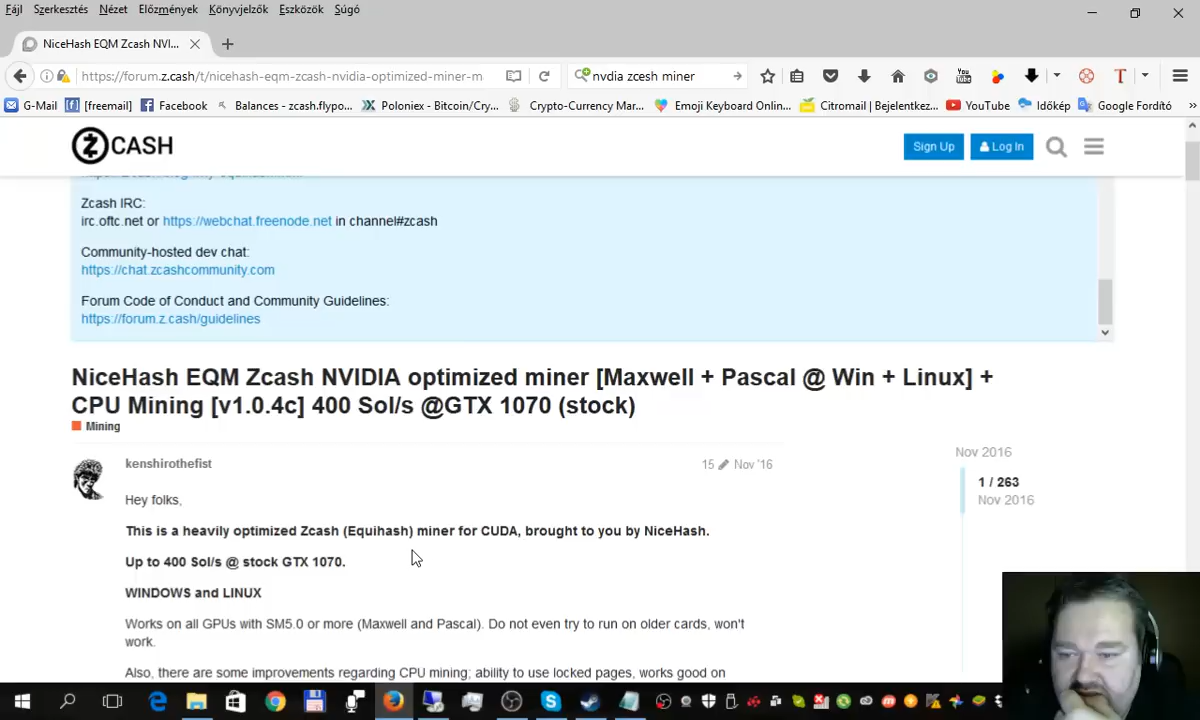 Fájl Szerkesztés Nézet Előzmények Könyvjelzők Eszközök Súgó
NiceHash EQM Zcash NVI...
https://forum.z.cash/t/nicehash-eqm-zcash-nvidia-optimized-miner-m
nvdia zcesh miner
G-Mail [freemail] Facebook Balances - zcash.flypo... Poloniex - Bitcoin/Cry... Crypto-Currency Mar... Emoji Keyboard Onlin... Citromail | Bejelentkez... YouTube Időkép Google Fordító
ZCASH
Sign Up Log In
Zcash IRC:
irc.oftc.net or https://webchat.freenode.net in channel#zcash
Community-hosted dev chat:
https://chat.zcashcommunity.com
Forum Code of Conduct and Community Guidelines:
https://forum.z.cash/guidelines
NiceHash EQM Zcash NVIDIA optimized miner [Maxwell + Pascal @ Win + Linux] +
CPU Mining [v1.0.4c] 400 Sol/s @GTX 1070 (stock)
Mining
kenshirothefist
15 Nov '16
Nov 2016
1 / 263
Nov 2016
Hey folks,
This is a heavily optimized Zcash (Equihash) miner for CUDA, brought to you by NiceHash.
Up to 400 Sol/s @ stock GTX 1070.
WINDOWS and LINUX
Works on all GPUs with SM5.0 or more (Maxwell and Pascal). Do not even try to run on older cards, won't
work.
Also, there are some improvements regarding CPU mining; ability to use locked pages, works good on